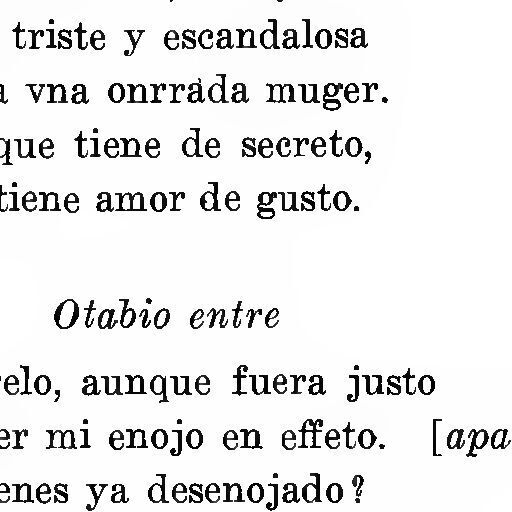 triste y escandalosa
a vna onrrada muger.
que tiene de secreto,
tiene amor de gusto.
Otabio entre
elo, aunque fuera justo
er mi enojo en effeto. [apa
enes ya desenojado?